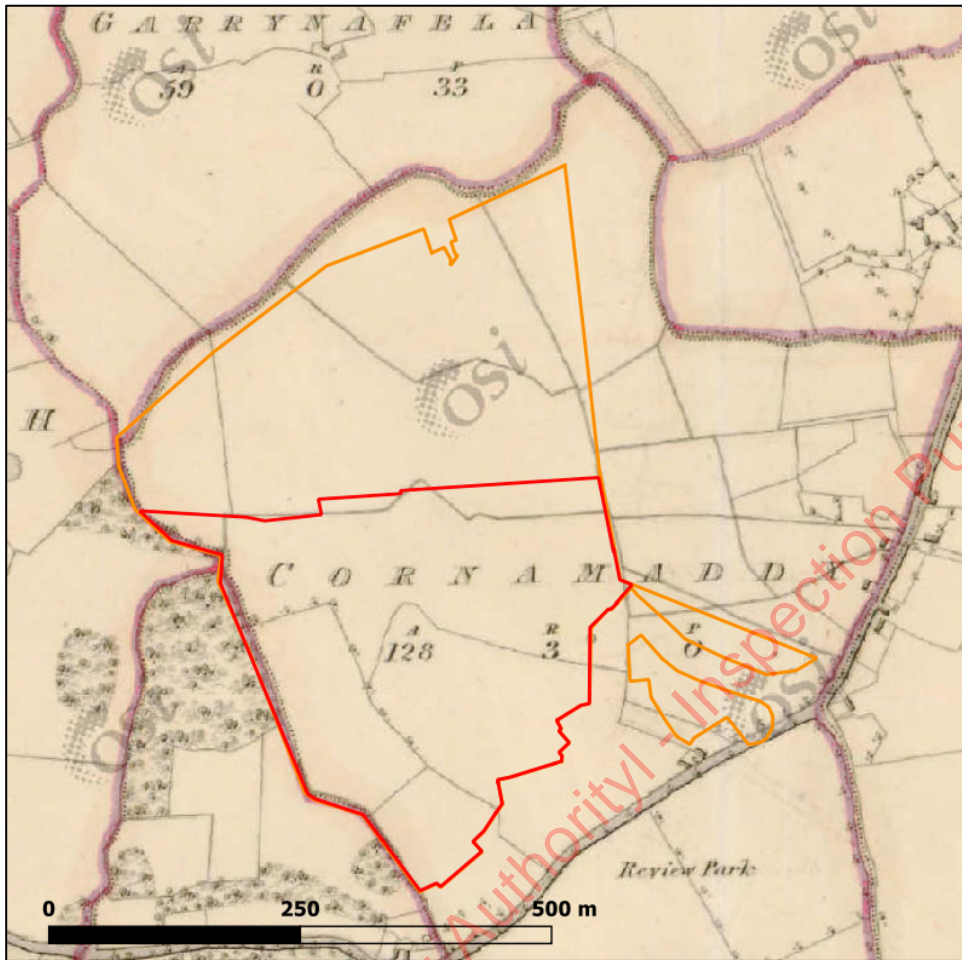 GARRYNAFELA
A R P
59 0 33
OSi
OSi
OSi
H
CORNAMADDY
A R P
128 3 0
OSi
OSi
Review Park
0 250 500 m
Authorityl - Inspection Pu